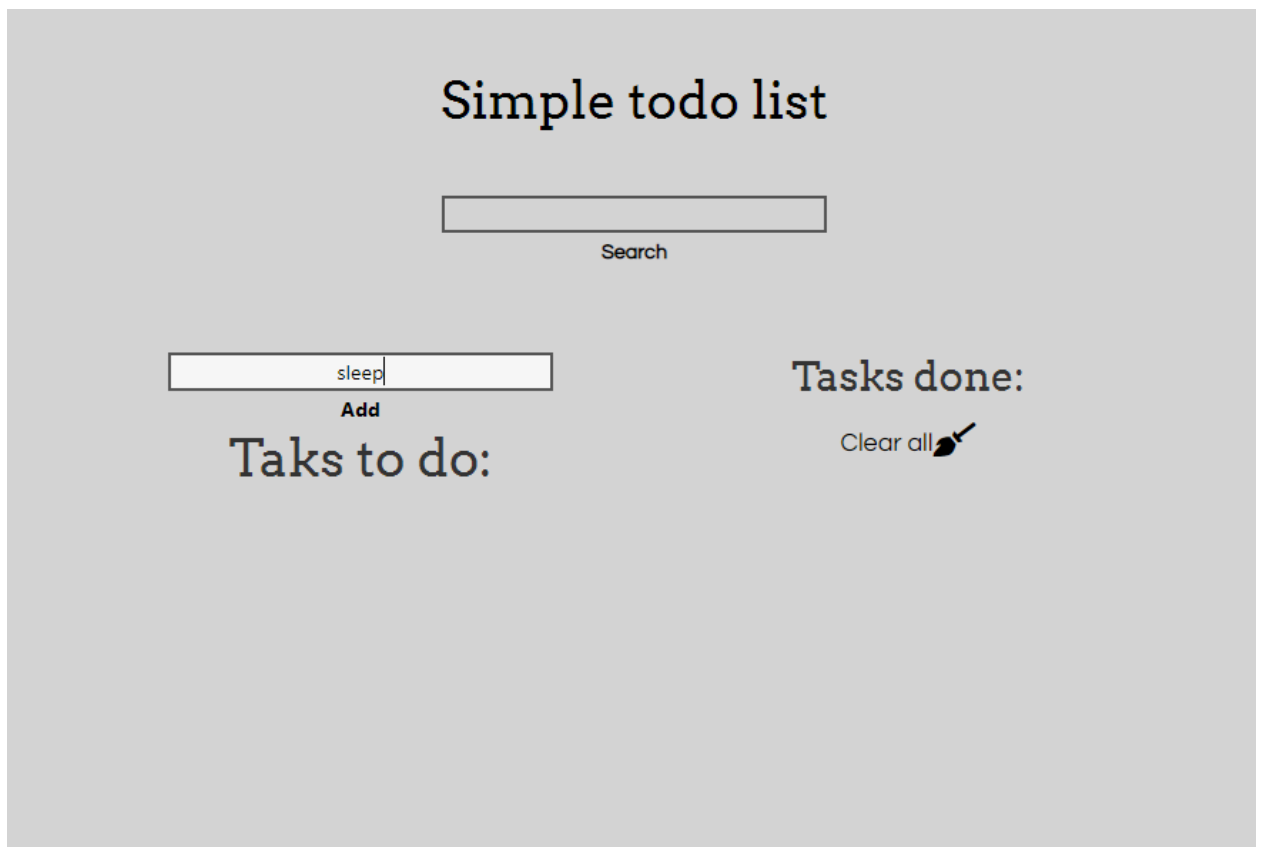 Simple todo list
Search
sleep
Add
Taks to do:
Tasks done:
Clear all